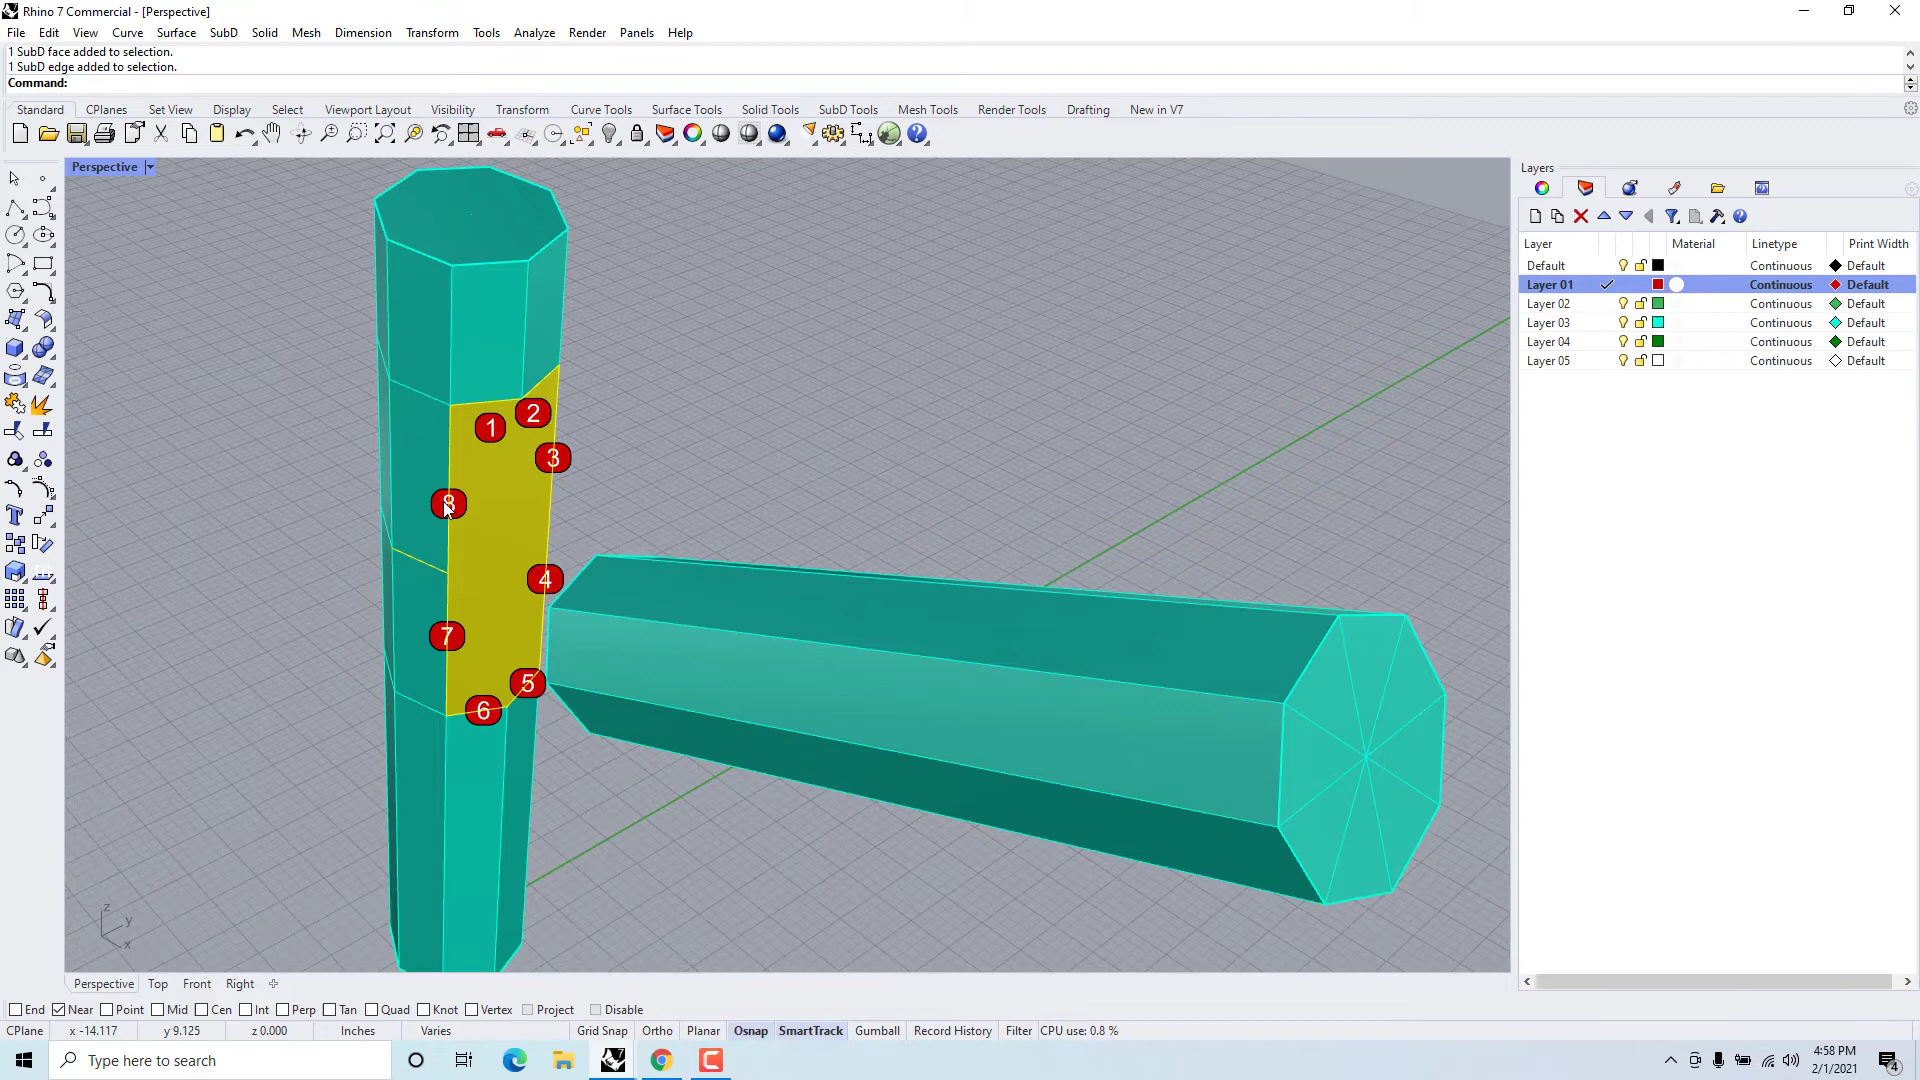 Rhino 7 Commercial - [Perspective]
File Edit View Curve Surface SubD Solid Mesh Dimension Transform Tools Analyze Render Panels Help
1 SubD face added to selection.
1 SubD edge added to selection.
Command:
Standard CPlanes Set View Display Select Viewport Layout Visibility Transform Curve Tools Surface Tools Solid Tools SubD Tools Mesh Tools Render Tools Drafting New in V7
Perspective
1
2
3
8
4
7
5
6
z
y
x
Layers
Layer Material Linetype Print Width
Default Continuous Default
Layer 01 Continuous Default
Layer 02 Continuous Default
Layer 03 Continuous Default
Layer 04 Continuous Default
Layer 05 Continuous Default
Perspective Top Front Right
End Near Point Mid Cen Int Perp Tan Quad Knot Vertex Project Disable
CPlane x -14.117 y 9.125 z 0.000 Inches Varies Grid Snap Ortho Planar Osnap SmartTrack Gumball Record History Filter CPU use: 0.8 %
Type here to search
4:58 PM
2/1/2021
4